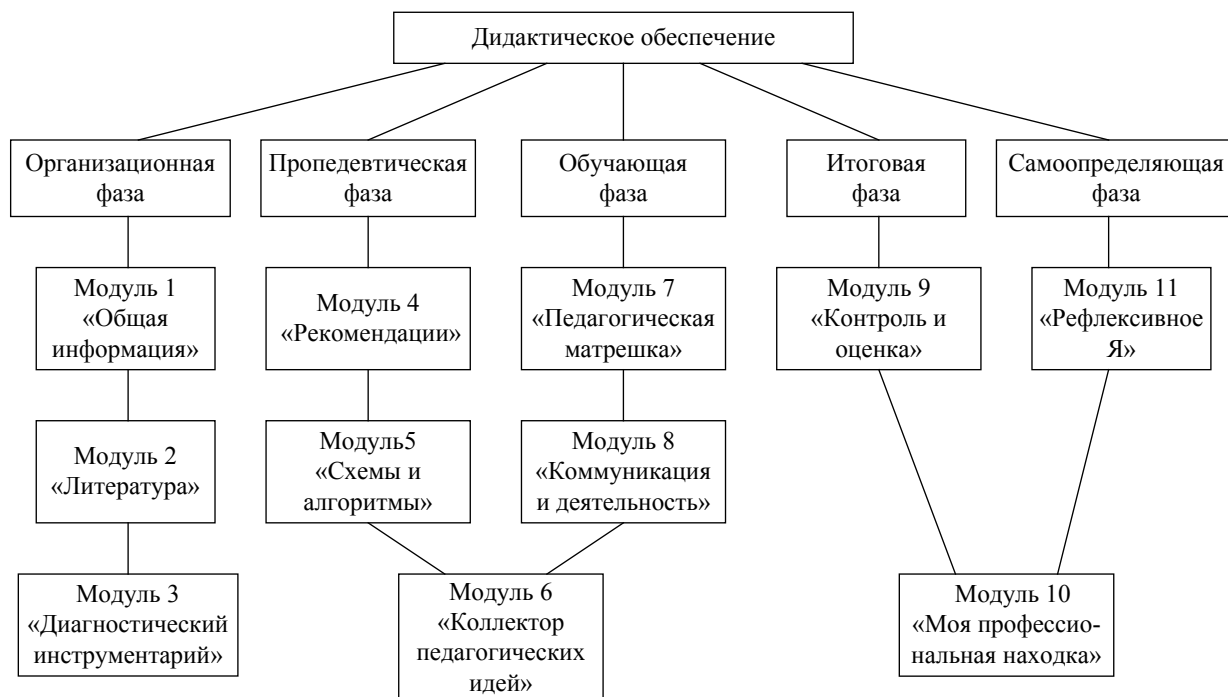 Дидактическое обеспечение
Организационная
фаза
Пропедевтическая
фаза
Обучающая
фаза
Итоговая
фаза
Самоопределяющая
фаза
Модуль 1
«Общая
информация»
Модуль 4
«Рекомендации»
Модуль 7
«Педагогическая
матрешка»
Модуль 9
«Контроль и
оценка»
Модуль 11
«Рефлексивное
Я»
Модуль 2
«Литература»
Модуль5
«Схемы и
алгоритмы»
Модуль 8
«Коммуникация
и деятельность»
Модуль 3
«Диагностический
инструментарий»
Модуль 6
«Коллектор
педагогических
идей»
Модуль 10
«Моя профессио-
нальная находка»